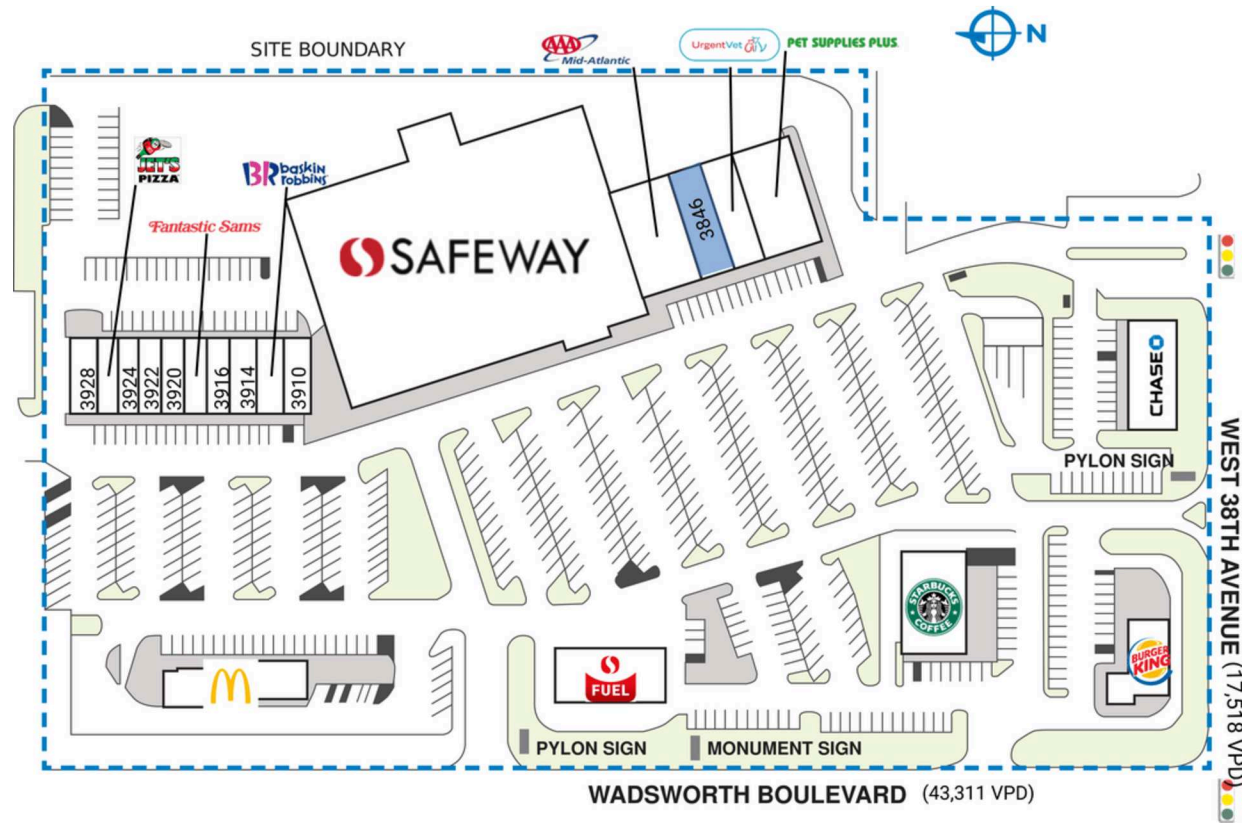 N
SITE BOUNDARY
AAA
Mid-Atlantic
UrgentVet
PET SUPPLIES PLUS
JET'S
PIZZA
BR baskin
robbins
Fantastic Sams
SAFEWAY
3846
3928
3924
3922
3920
3916
3914
3910
CHASE
PYLON SIGN
WEST 38TH AVENUE (17,518 VPD)
STARBUCKS
COFFEE
BURGER
KING
FUEL
PYLON SIGN
MONUMENT SIGN
WADSWORTH BOULEVARD (43,311 VPD)